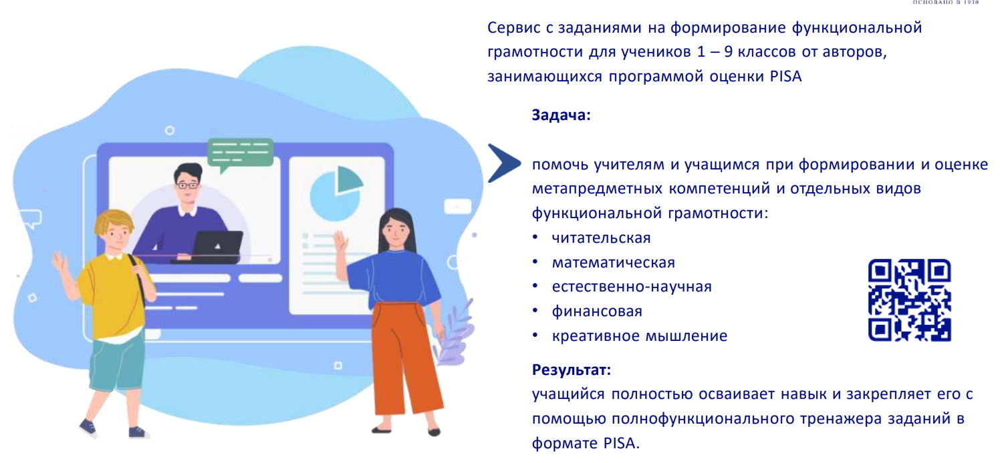 ОСНОВАНО В 1930
Сервис с заданиями на формирование функциональной
грамотности для учеников 1 – 9 классов от авторов,
занимающихся программой оценки PISA
Задача:
помочь учителям и учащимся при формировании и оценке
метапредметных компетенций и отдельных видов
функциональной грамотности:
• читательская
• математическая
• естественно-научная
• финансовая
• креативное мышление
Результат:
учащийся полностью осваивает навык и закрепляет его с
помощью полнофункционального тренажера заданий в
формате PISA.